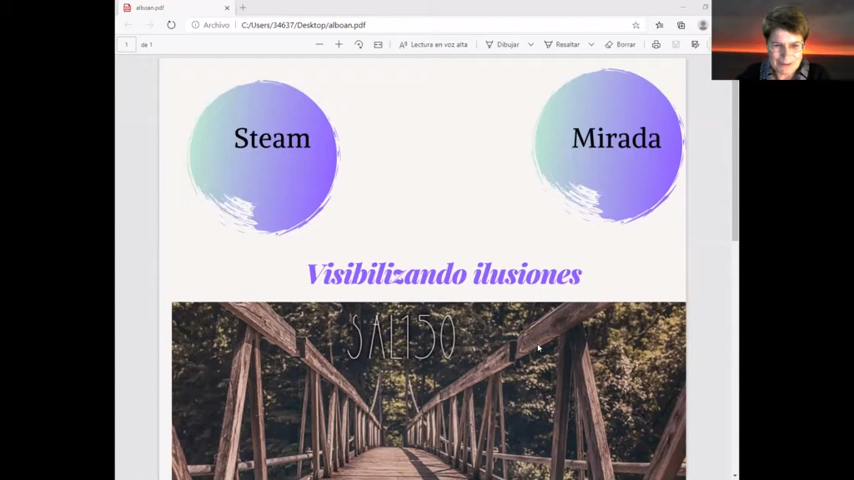 alboan.pdf
Archivo
C:/Users/34637/Desktop/alboan.pdf
1 de 1
Lectura en voz alta
Dibujar
Resaltar
Borrar
Steam
Mirada
Visibilizando ilusiones
SAL150